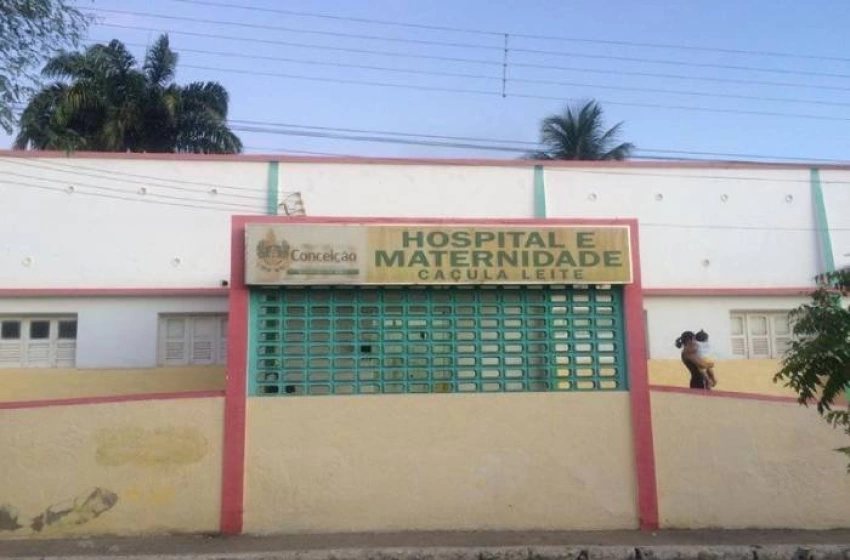 Conceição
HOSPITAL E
MATERNIDADE
CAÇULA LEITE